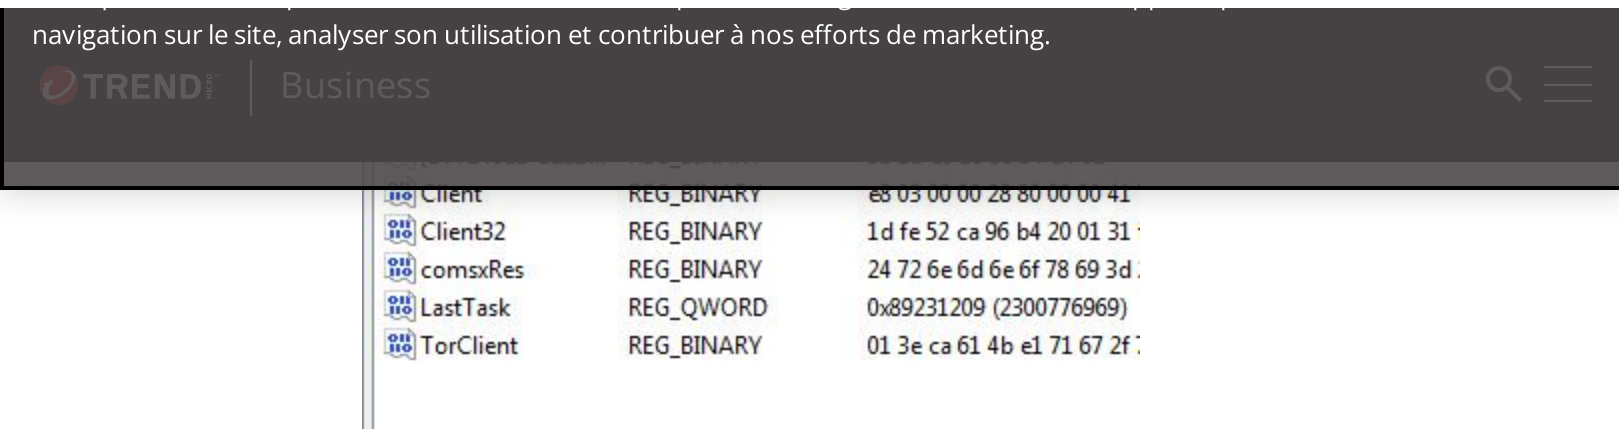 navigation sur le site, analyser son utilisation et contribuer à nos efforts de marketing.
TREND MICRO Business
Client REG_BINARY e8 03 00 00 28 80 00 00 41
Client32 REG_BINARY 1d fe 52 ca 96 b4 20 01 31
comsxRes REG_BINARY 24 72 6e 6d 6e 6f 78 69 3d
LastTask REG_QWORD 0x89231209 (2300776969)
TorClient REG_BINARY 01 3e ca 61 4b e1 71 67 2f